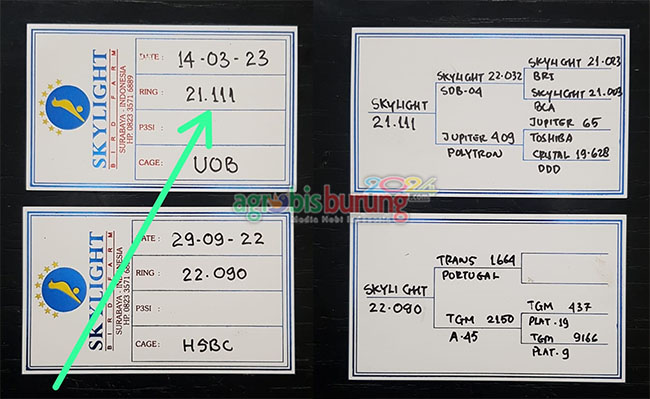 SKYLIGHT
BIRD FARM
SURABAYA - INDONESIA
HP. 0823 3571 6889
DATE : 14-03-23
RING : 21.111
P3SI :
CAGE : UOB
SKYLIGHT 21.111
SKYLIGHT 22.032
SDB-04
JUPITER 409
POLYTRON
SKYLIGHT 21.003
BRI
SKYLIGHT 21.003
BCA
JUPITER 65
TOSHIBA
CRISTAL 19.628
DDD
agrobisburung
2024
SKYLIGHT
BIRD FARM
SURABAYA - INDONESIA
HP. 0823 3571 6889
DATE : 29-09-22
RING : 22.090
P3SI :
CAGE : HSBC
SKYLIGHT
22.090
TRANS 1664
PORTUGAL
TGM 2150
A.45
TGM 437
PLAT.19
TGM 9166
PLAT.9